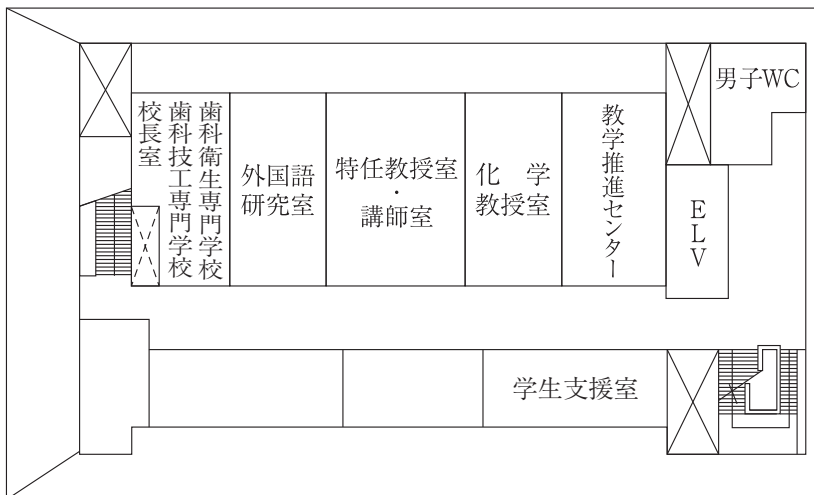 歯科衛生専門学校
歯科技工専門学校
校長室
外国語
研究室
特任教授室
・
講師室
化　学
教授室
教学推進センター
男子WC
ELV
学生支援室